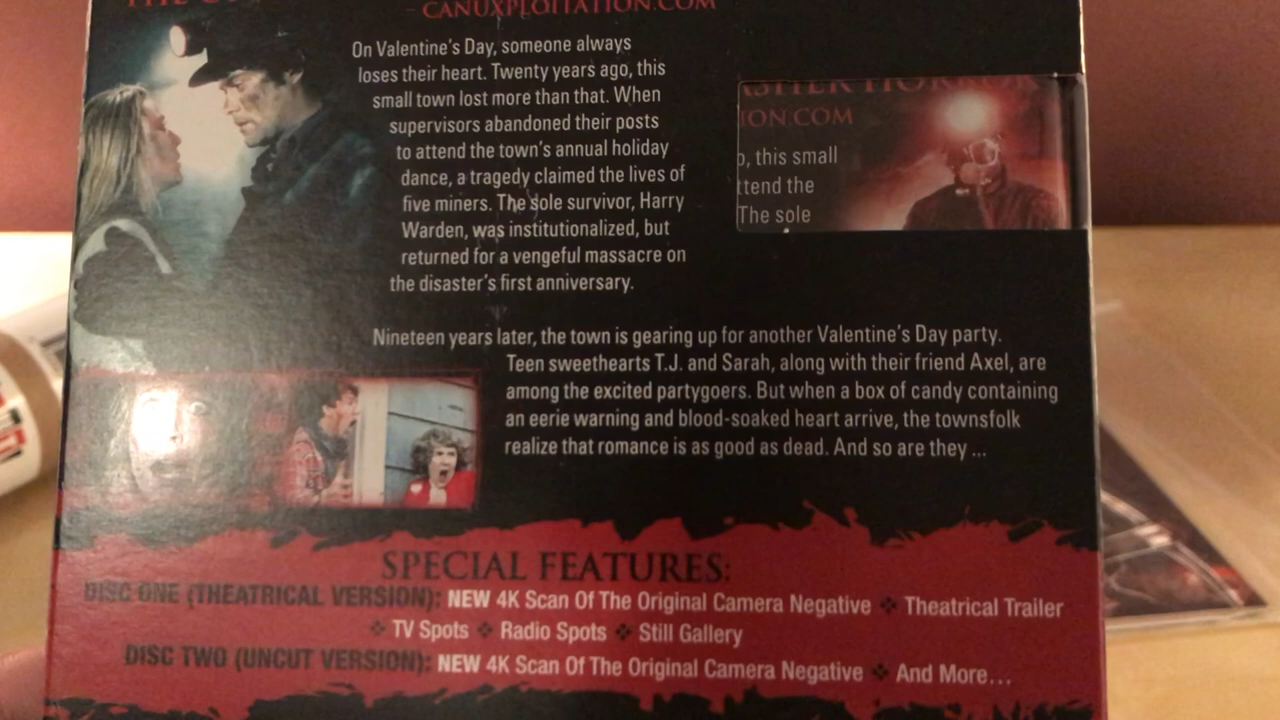 CANUXPLOITATION.COM
On Valentine's Day, someone always
loses their heart. Twenty years ago, this
small town lost more than that. When
supervisors abandoned their posts
to attend the town's annual holiday
dance, a tragedy claimed the lives of
five miners. The sole survivor, Harry
Warden, was institutionalized, but
returned for a vengeful massacre on
the disaster's first anniversary.
ION.COM
o, this small
ttend the
The sole
Nineteen years later, the town is gearing up for another Valentine's Day party.
Teen sweethearts T.J. and Sarah, along with their friend Axel, are
among the excited partygoers. But when a box of candy containing
an eerie warning and blood-soaked heart arrive, the townsfolk
realize that romance is as good as dead. And so are they ...
SPECIAL FEATURES:
DISC ONE (THEATRICAL VERSION): NEW 4K Scan Of The Original Camera Negative ❖ Theatrical Trailer
❖ TV Spots ❖ Radio Spots ❖ Still Gallery
DISC TWO (UNCUT VERSION): NEW 4K Scan Of The Original Camera Negative ❖ And More...